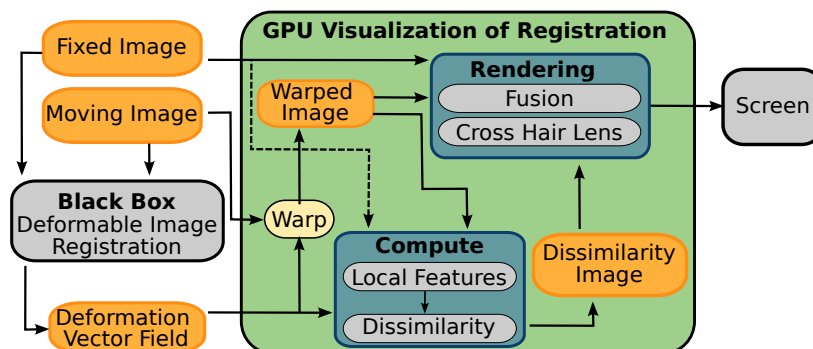 GPU Visualization of Registration
Fixed Image
Moving Image
Black Box
Deformable Image
Registration
Deformation
Vector Field
Warped
Image
Warp
Rendering
Fusion
Cross Hair Lens
Compute
Local Features
Dissimilarity
Dissimilarity
Image
Screen